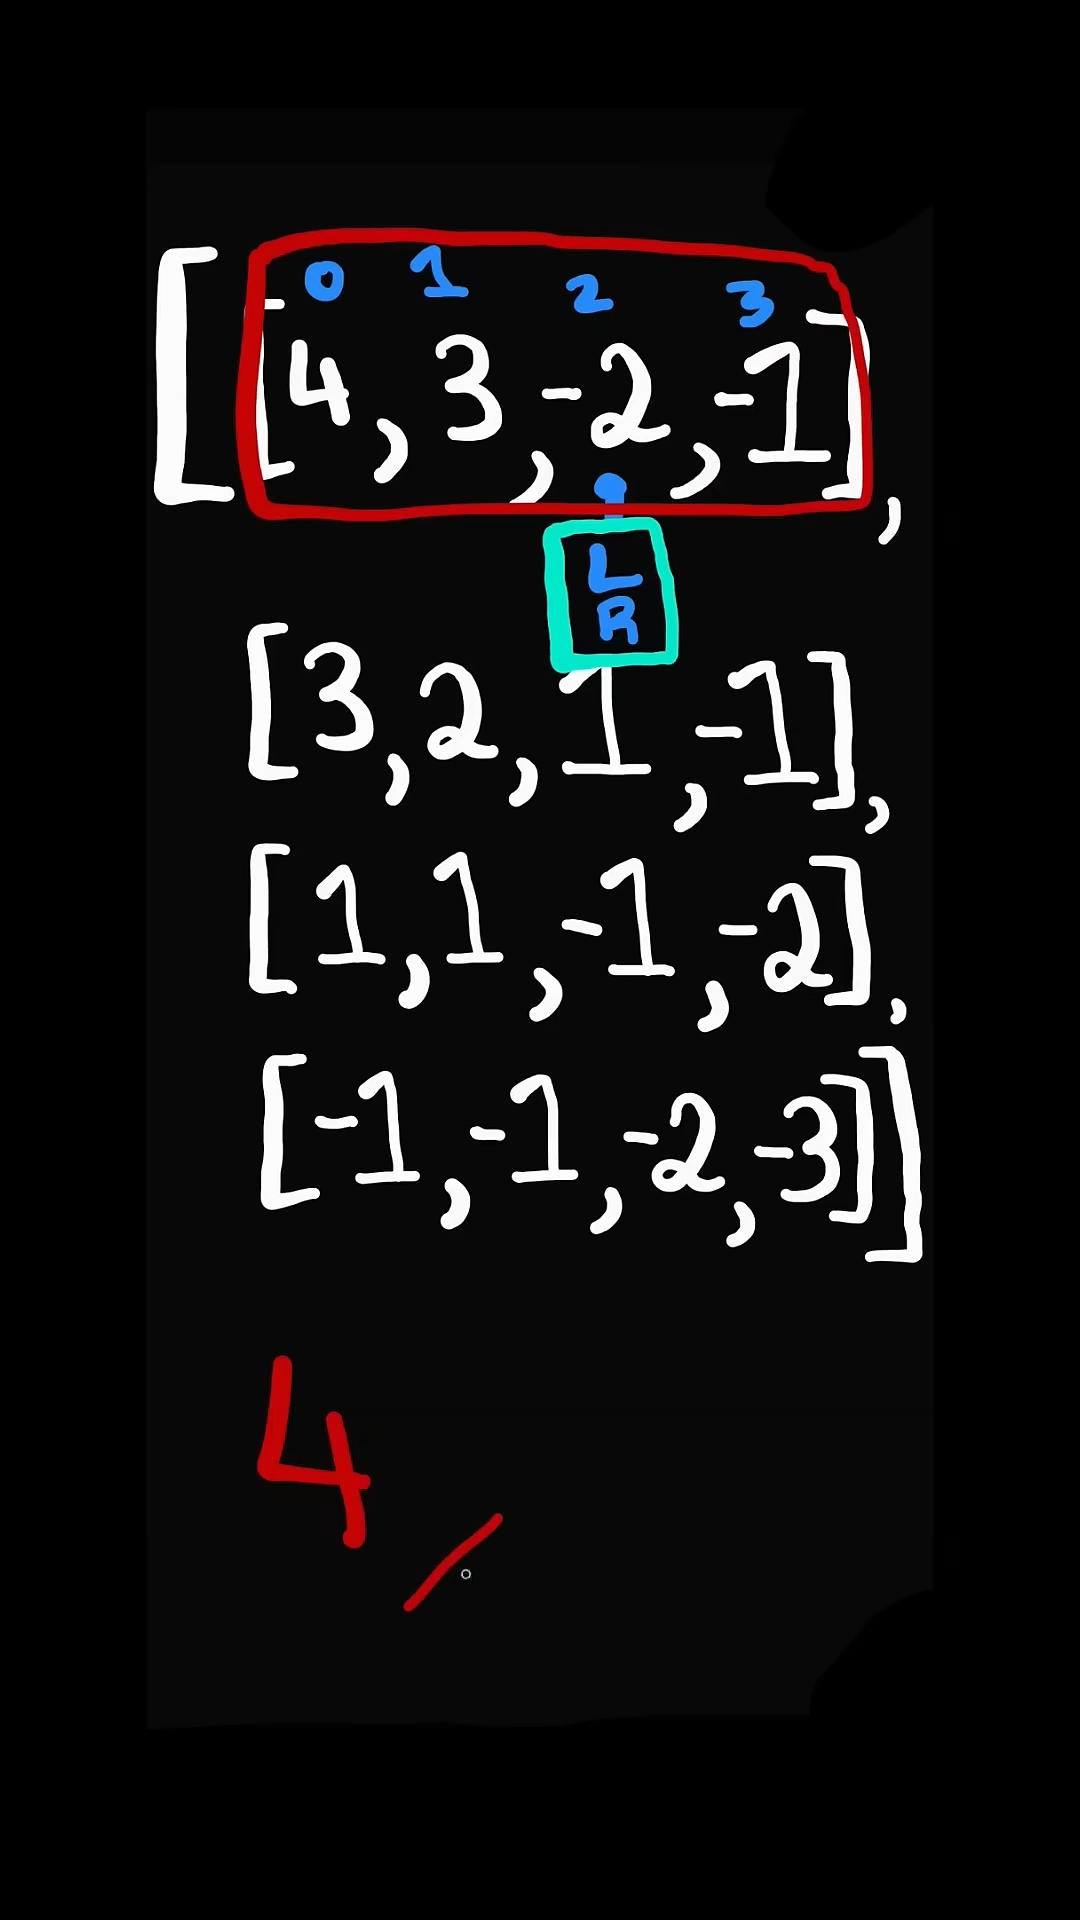 0 1 2 3
[[4, 3, -2, -1],
L
R
[3, 2, 1, -1],
[1, 1, -1, -2],
[-1, -1, -2, -3]]
4
/